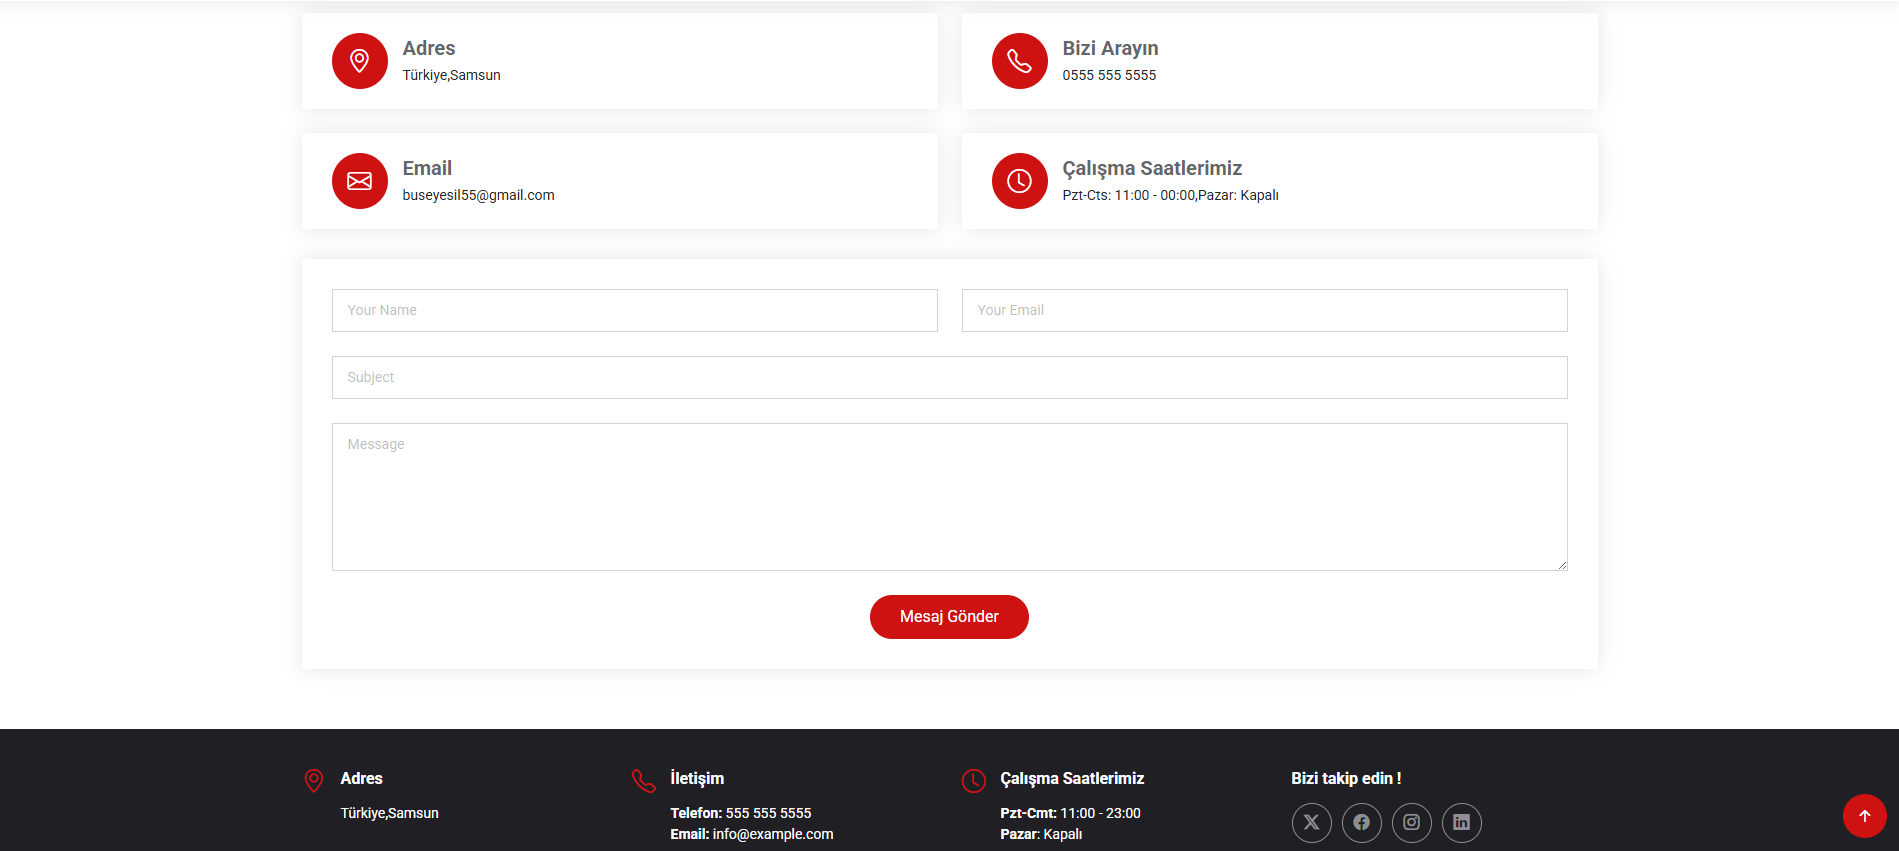 Adres
Türkiye,Samsun
Bizi Arayın
0555 555 5555
Email
buseyesil55@gmail.com
Çalışma Saatlerimiz
Pzt-Cts: 11:00 - 00:00,Pazar: Kapalı
Your Name
Your Email
Subject
Message
Mesaj Gönder
Adres
Türkiye,Samsun
İletişim
Telefon: 555 555 5555
Email: info@example.com
Çalışma Saatlerimiz
Pzt-Cmt: 11:00 - 23:00
Pazar: Kapalı
Bizi takip edin !